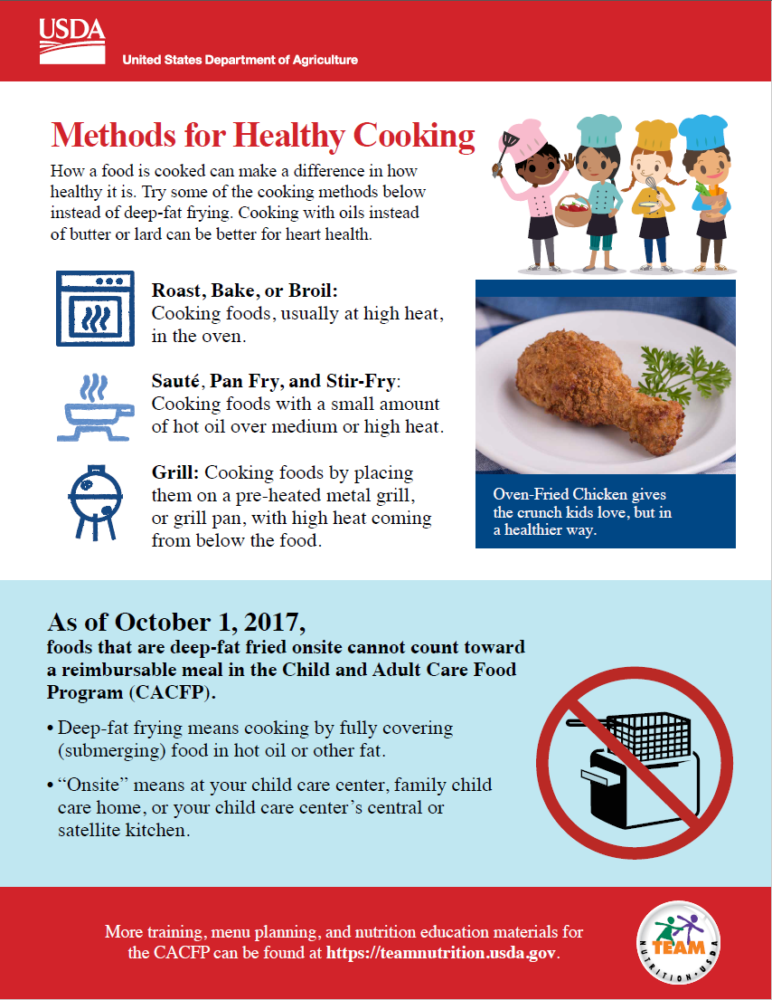 USDA
United States Department of Agriculture
Methods for Healthy Cooking
How a food is cooked can make a difference in how
healthy it is. Try some of the cooking methods below
instead of deep-fat frying. Cooking with oils instead
of butter or lard can be better for heart health.
Roast, Bake, or Broil:
Cooking foods, usually at high heat,
in the oven.
Sauté, Pan Fry, and Stir-Fry:
Cooking foods with a small amount
of hot oil over medium or high heat.
Grill: Cooking foods by placing
them on a pre-heated metal grill,
or grill pan, with high heat coming
from below the food.
Oven-Fried Chicken gives
the crunch kids love, but in
a healthier way.
As of October 1, 2017,
foods that are deep-fat fried onsite cannot count toward
a reimbursable meal in the Child and Adult Care Food
Program (CACFP).
• Deep-fat frying means cooking by fully covering
(submerging) food in hot oil or other fat.
• “Onsite” means at your child care center, family child
care home, or your child care center’s central or
satellite kitchen.
More training, menu planning, and nutrition education materials for
the CACFP can be found at https://teamnutrition.usda.gov.
TEAM
NUTRITION • USDA